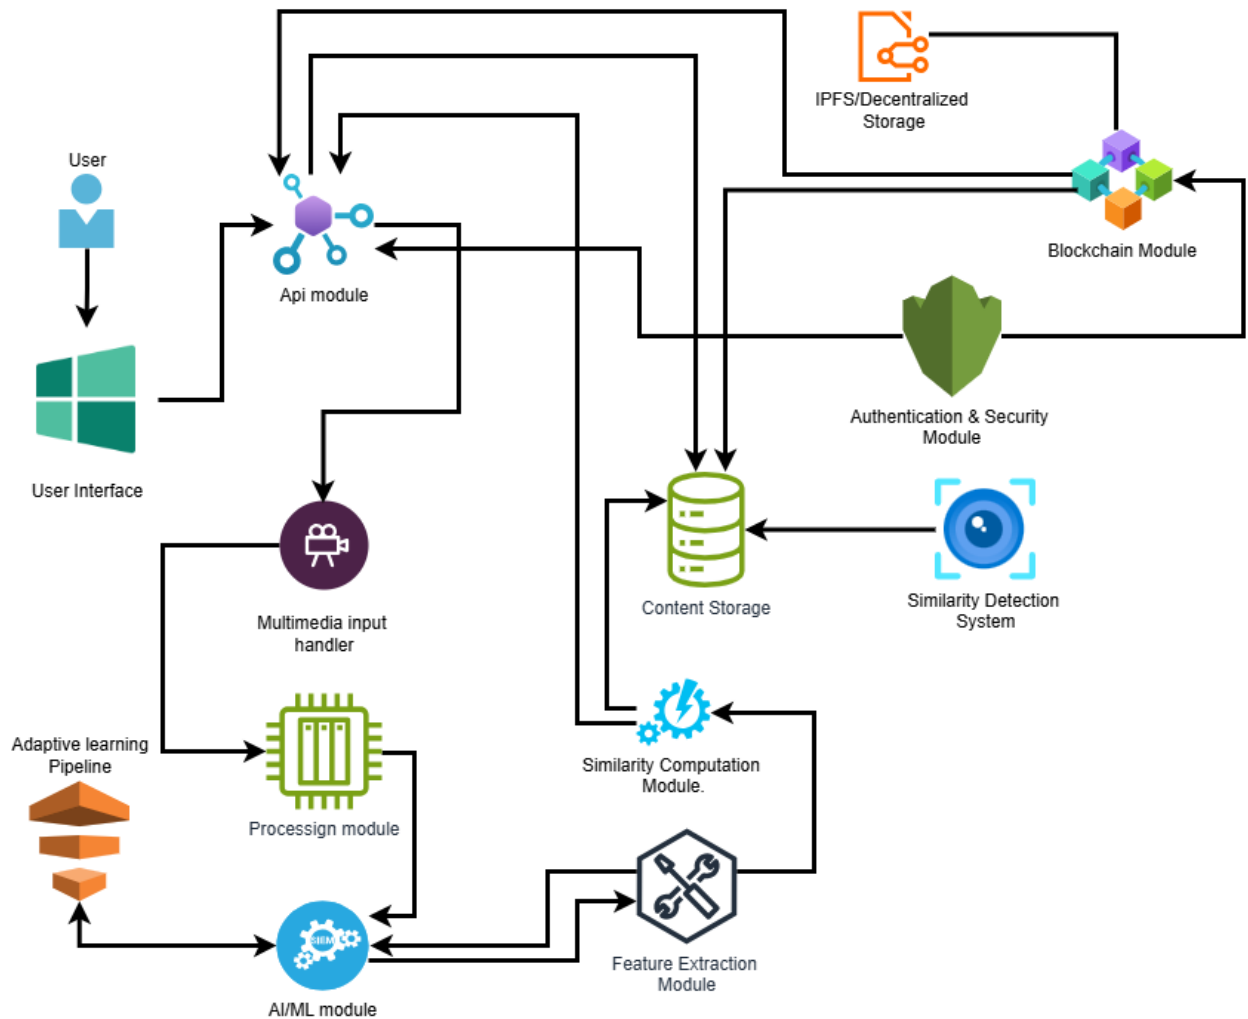 IPFS/Decentralized
Storage
User
Blockchain Module
Api module
Authentication & Security
Module
User Interface
Content Storage
Similarity Detection
System
Multimedia input
handler
Adaptive learning
Pipeline
Similarity Computation
Module.
Processign module
SIEM
Feature Extraction
Module
AI/ML module